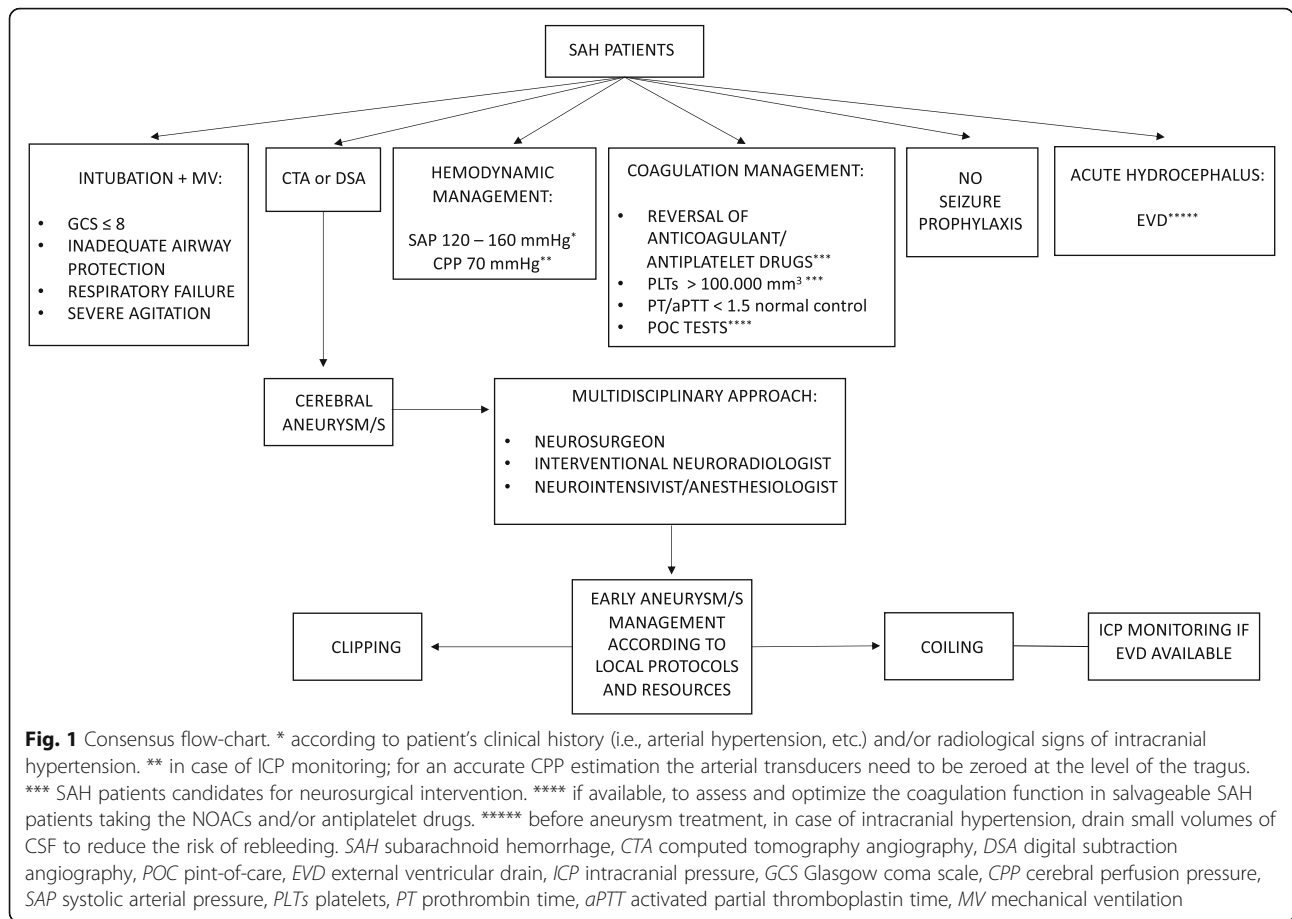 SAH PATIENTS
INTUBATION + MV:
• GCS ≤ 8
• INADEQUATE AIRWAY
PROTECTION
• RESPIRATORY FAILURE
• SEVERE AGITATION
CTA or DSA
HEMODYNAMIC
MANAGEMENT:
SAP 120 – 160 mmHg*
CPP 70 mmHg**
COAGULATION MANAGEMENT:
• REVERSAL OF
ANTICOAGULANT/
ANTIPLATELET DRUGS***
• PLTs > 100.000 mm³ ***
• PT/aPTT < 1.5 normal control
• POC TESTS****
NO
SEIZURE
PROPHYLAXIS
ACUTE HYDROCEPHALUS:
EVD*****
CEREBRAL
ANEURYSM/S
MULTIDISCIPLINARY APPROACH:
• NEUROSURGEON
• INTERVENTIONAL NEURORADIOLOGIST
• NEUROINTENSIVIST/ANESTHESIOLOGIST
CLIPPING
EARLY ANEURYSM/S
MANAGEMENT
ACCORDING TO
LOCAL PROTOCOLS
AND RESOURCES
COILING
ICP MONITORING IF
EVD AVAILABLE
Fig. 1 Consensus flow-chart. * according to patient's clinical history (i.e., arterial hypertension, etc.) and/or radiological signs of intracranial
hypertension. ** in case of ICP monitoring; for an accurate CPP estimation the arterial transducers need to be zeroed at the level of the tragus.
*** SAH patients candidates for neurosurgical intervention. **** if available, to assess and optimize the coagulation function in salvageable SAH
patients taking the NOACs and/or antiplatelet drugs. ***** before aneurysm treatment, in case of intracranial hypertension, drain small volumes of
CSF to reduce the risk of rebleeding. SAH subarachnoid hemorrhage, CTA computed tomography angiography, DSA digital subtraction
angiography, POC pint-of-care, EVD external ventricular drain, ICP intracranial pressure, GCS Glasgow coma scale, CPP cerebral perfusion pressure,
SAP systolic arterial pressure, PLTs platelets, PT prothrombin time, aPTT activated partial thromboplastin time, MV mechanical ventilation